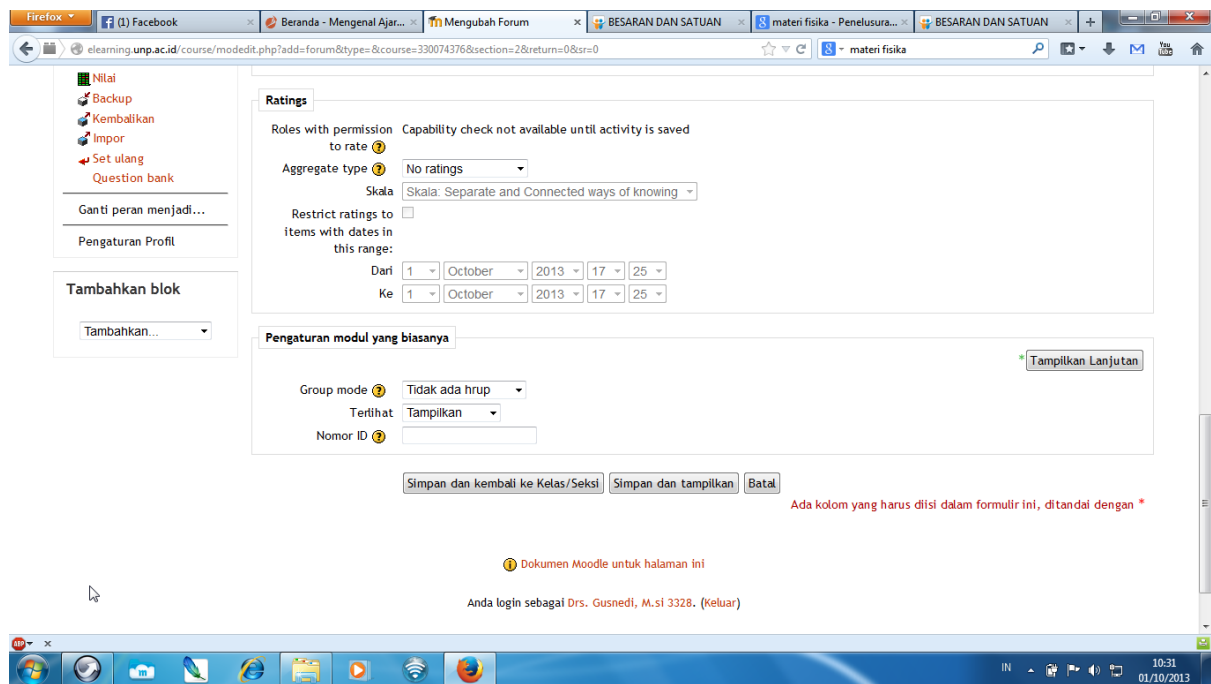 Firefox
(1) Facebook
Beranda - Mengenal Ajar...
Mengubah Forum
BESARAN DAN SATUAN
materi fisika - Penelusura...
BESARAN DAN SATUAN
elearning.unp.ac.id/course/modedit.php?add=forum&type=&course=330074376&section=2&return=0&sr=0
materi fisika
Nilai
Backup
Kembalikan
Impor
Set ulang
Question bank
Ganti peran menjadi...
Pengaturan Profil
Tambahkan blok
Tambahkan...
Ratings
Roles with permission to rate Capability check not available until activity is saved
Aggregate type No ratings
Skala Skala: Separate and Connected ways of knowing
Restrict ratings to
items with dates in
this range:
Dari 1 October 2013 17 25
Ke 1 October 2013 17 25
Pengaturan modul yang biasanya
* Tampilkan Lanjutan
Group mode Tidak ada hrup
Terlihat Tampilkan
Nomor ID
Simpan dan kembali ke Kelas/Seksi Simpan dan tampilkan Batal
Ada kolom yang harus diisi dalam formulir ini, ditandai dengan *
Dokumen Moodle untuk halaman ini
Anda login sebagai Drs. Gusnedi, M.si 3328. (Keluar)
ABP
IN
10:31
01/10/2013